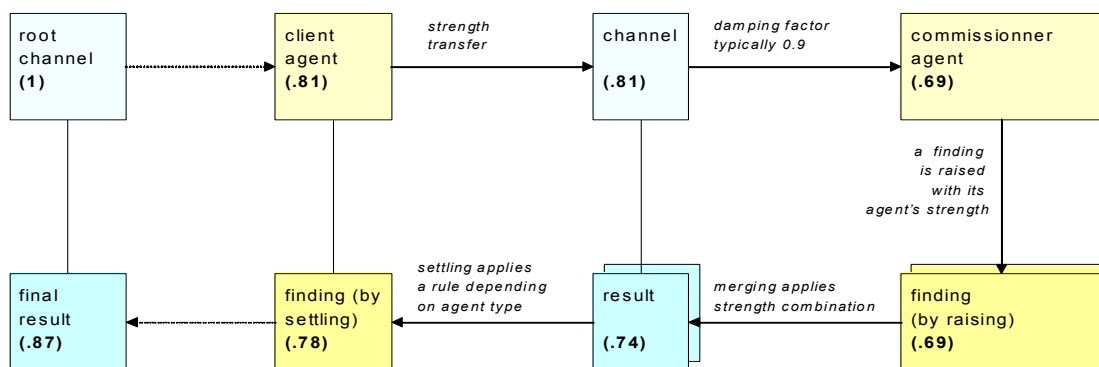 root
channel
(1)
client
agent
(.81)
strength
transfer
channel
(.81)
damping factor
typically 0.9
commissionner
agent
(.69)
a finding
is raised
with its
agent's strength
final
result
(.87)
finding (by
settling)
(.78)
settling applies
a rule depending
on agent type
result
(.74)
merging applies
strength combination
finding
(by raising)
(.69)